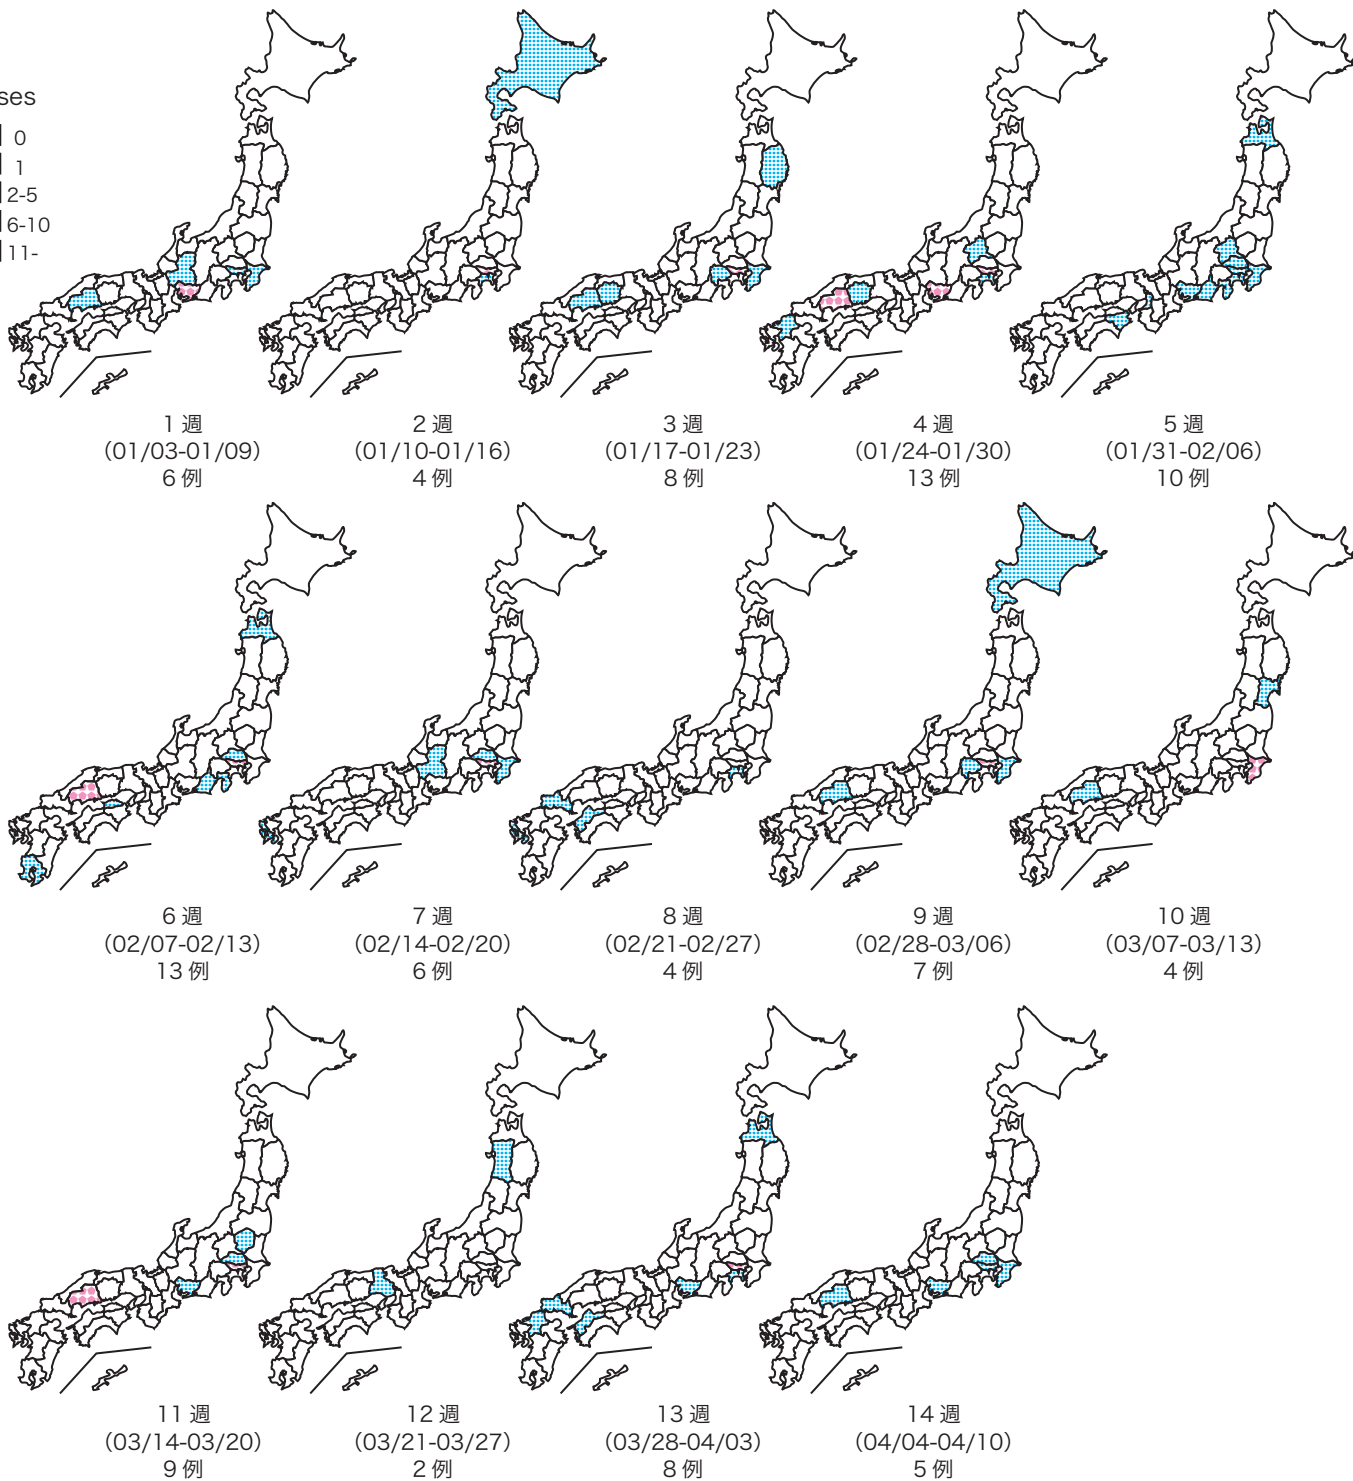 ses
0
1
2-5
6-10
11-
1 週
(01/03-01/09)
6 例
2 週
(01/10-01/16)
4 例
3 週
(01/17-01/23)
8 例
4 週
(01/24-01/30)
13 例
5 週
(01/31-02/06)
10 例
6 週
(02/07-02/13)
13 例
7 週
(02/14-02/20)
6 例
8 週
(02/21-02/27)
4 例
9 週
(02/28-03/06)
7 例
10 週
(03/07-03/13)
4 例
11 週
(03/14-03/20)
9 例
12 週
(03/21-03/27)
2 例
13 週
(03/28-04/03)
8 例
14 週
(04/04-04/10)
5 例